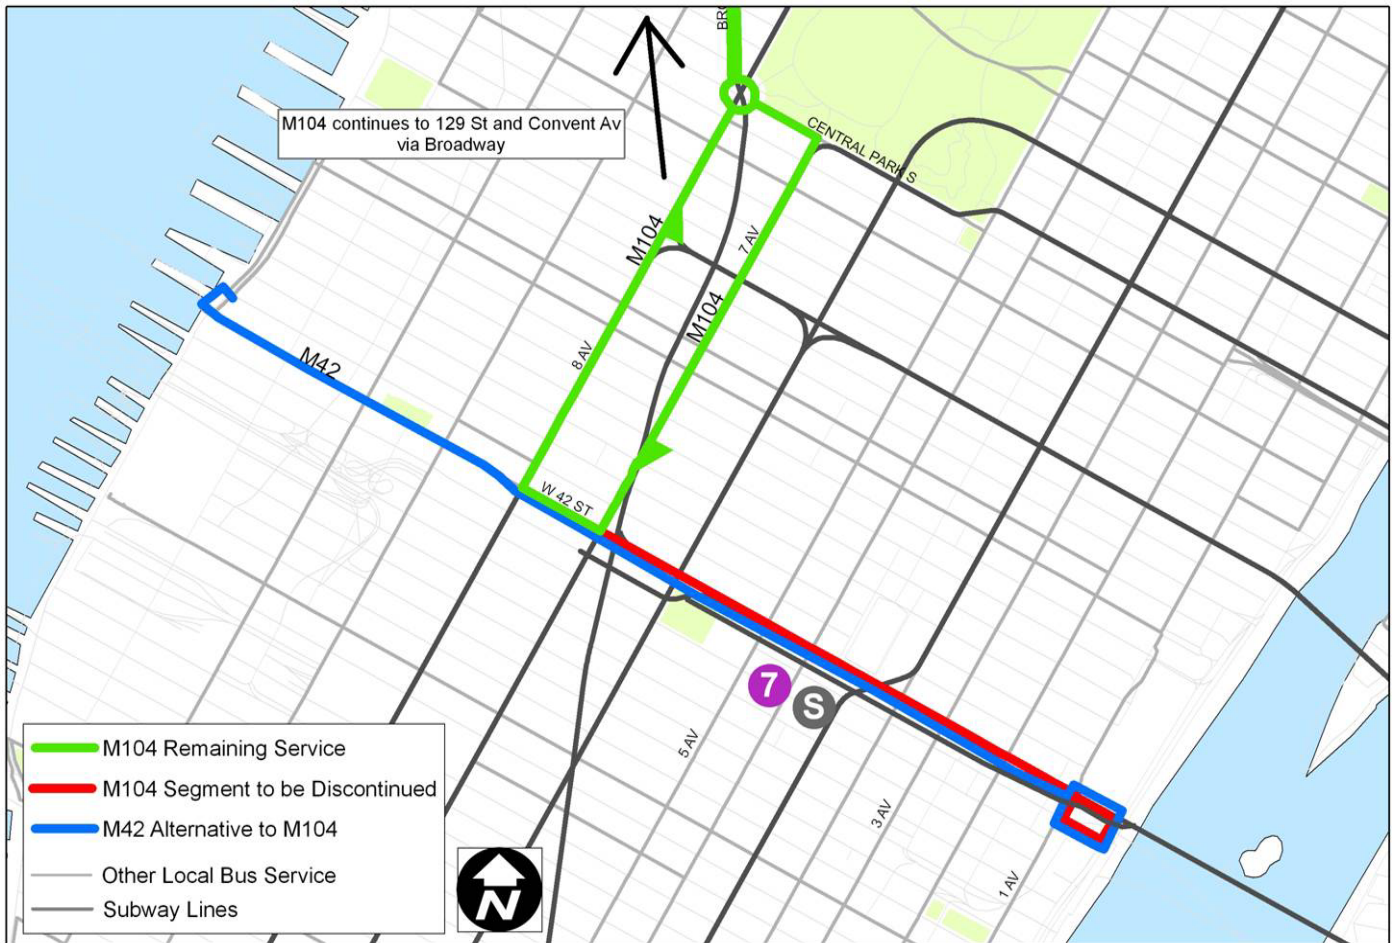 BRO
M104 continues to 129 St and Convent Av
via Broadway
CENTRAL PARK S
M104
7 AV
M104
8 AV
M42
W 42 ST
7
S
5 AV
3 AV
1 AV
M104 Remaining Service
M104 Segment to be Discontinued
M42 Alternative to M104
Other Local Bus Service
Subway Lines
N